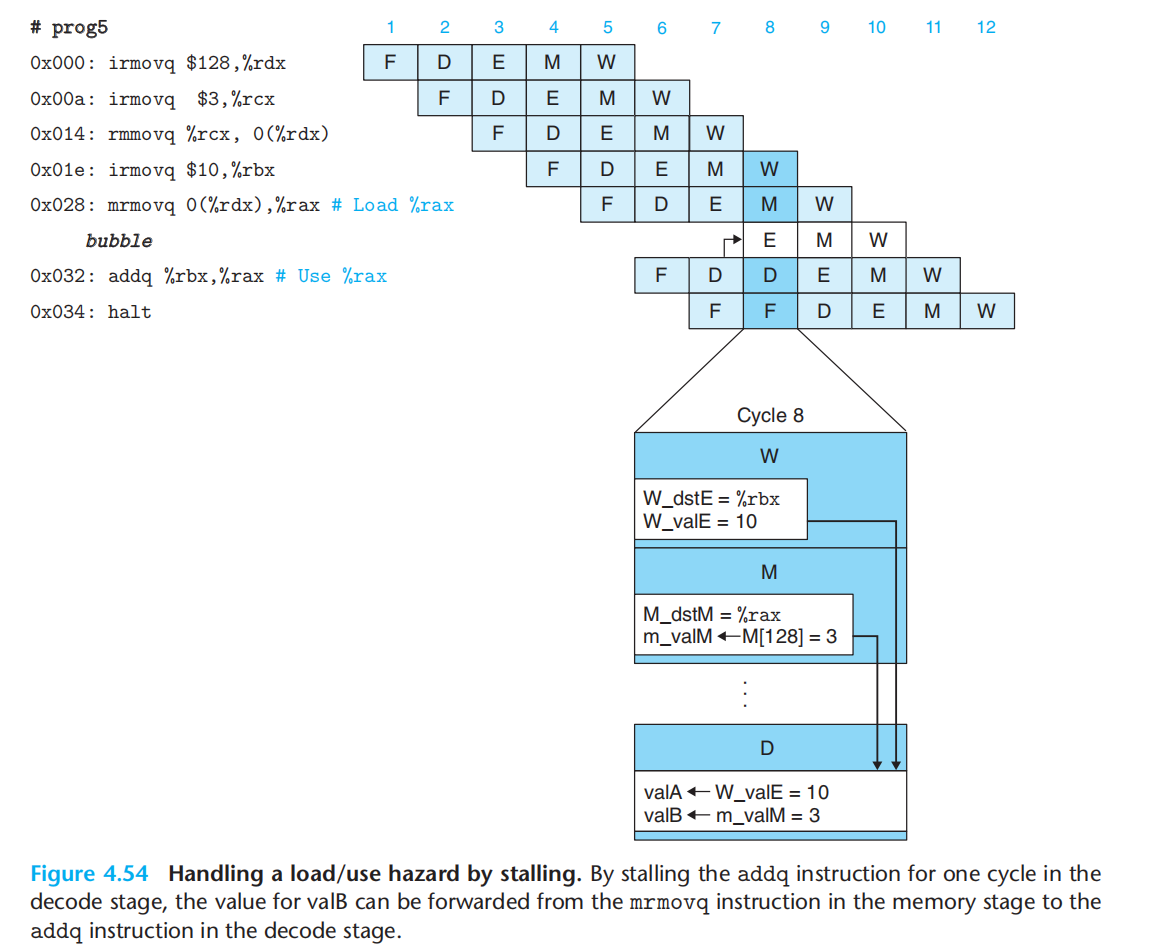 # prog5 1 2 3 4 5 6 7 8 9 10 11 12
0x000: irmovq $128,%rdx F D E M W
0x00a: irmovq $3,%rcx F D E M W
0x014: rmmovq %rcx, 0(%rdx) F D E M W
0x01e: irmovq $10,%rbx F D E M W
0x028: mrmovq 0(%rdx),%rax # Load %rax F D E M W
bubble E M W
0x032: addq %rbx,%rax # Use %rax F D D E M W
0x034: halt F F D E M W
Cycle 8
W
W_dstE = %rbx
W_valE = 10
M
M_dstM = %rax
m_valM ← M[128] = 3
D
valA ← W_valE = 10
valB ← m_valM = 3
Figure 4.54 Handling a load/use hazard by stalling. By stalling the addq instruction for one cycle in the
decode stage, the value for valB can be forwarded from the mrmovq instruction in the memory stage to the
addq instruction in the decode stage.